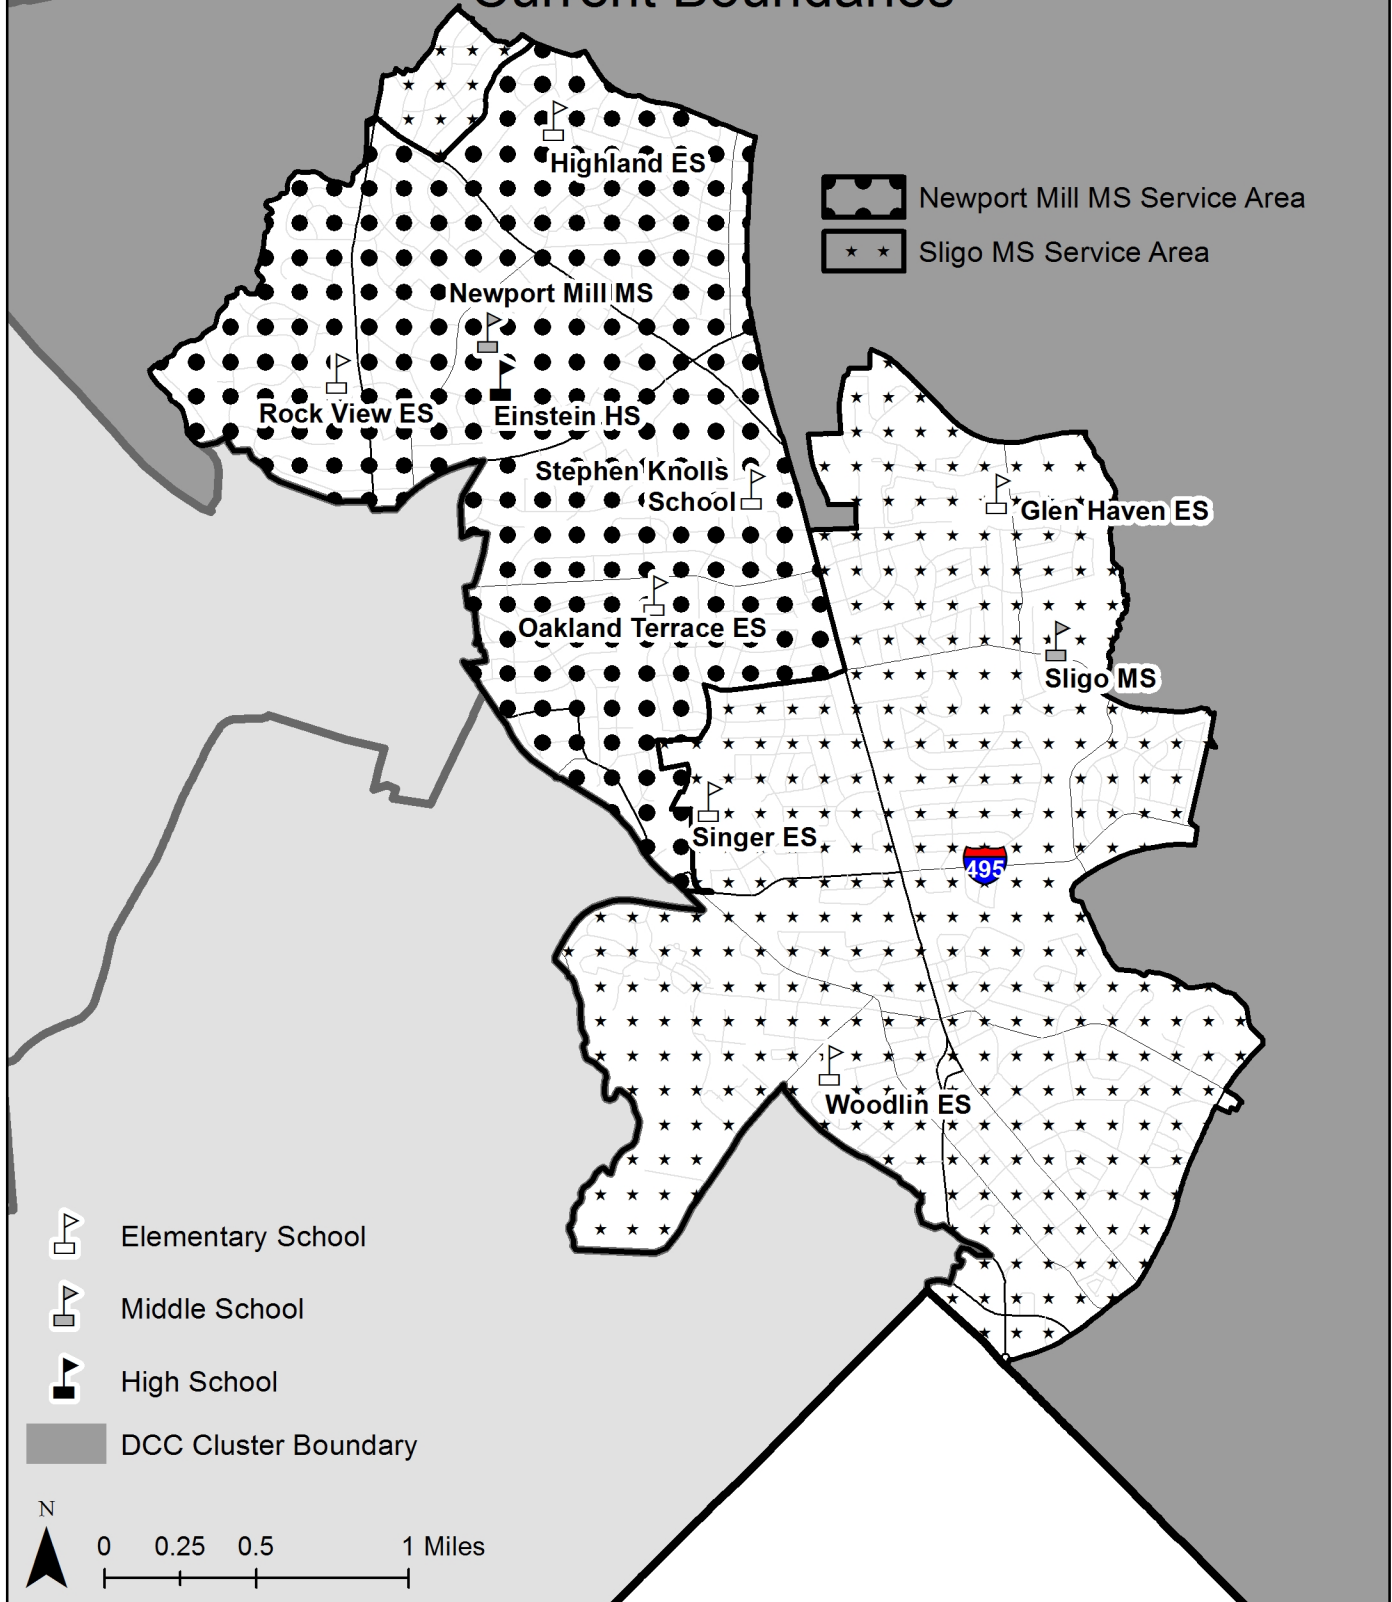 Current Boundaries
Highland ES
Newport Mill MS Service Area
Sligo MS Service Area
Newport Mill MS
Rock View ES
Einstein HS
Stephen Knolls
School
Glen Haven ES
Oakland Terrace ES
Sligo MS
Singer ES
495
Woodlin ES
Elementary School
Middle School
High School
DCC Cluster Boundary
N
0 0.25 0.5 1 Miles